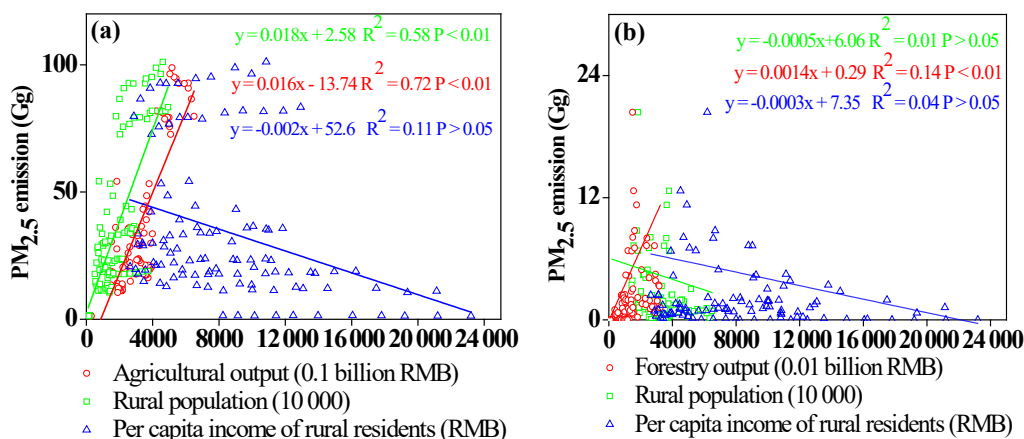 (a)
y=0.018x+2.58 R² =0.58 P<0.01
y=0.016x-13.74 R² =0.72 P<0.01
y=-0.002x+52.6 R² =0.11 P>0.05
PM2.5 emission (Gg)
100
50
0
0 4000 8000 12 000 16 000 20 000 24 000
Agricultural output (0.1 billion RMB)
Rural population (10 000)
Per capita income of rural residents (RMB)
(b)
y=-0.0005x+6.06 R² =0.01 P>0.05
y=0.0014x+0.29 R² =0.14 P<0.01
y=-0.0003x+7.35 R² =0.04 P>0.05
PM2.5 emission (Gg)
24
12
0
0 4000 8000 12 000 16 000 20 000 24 000
Forestry output (0.01 billion RMB)
Rural population (10 000)
Per capita income of rural residents (RMB)